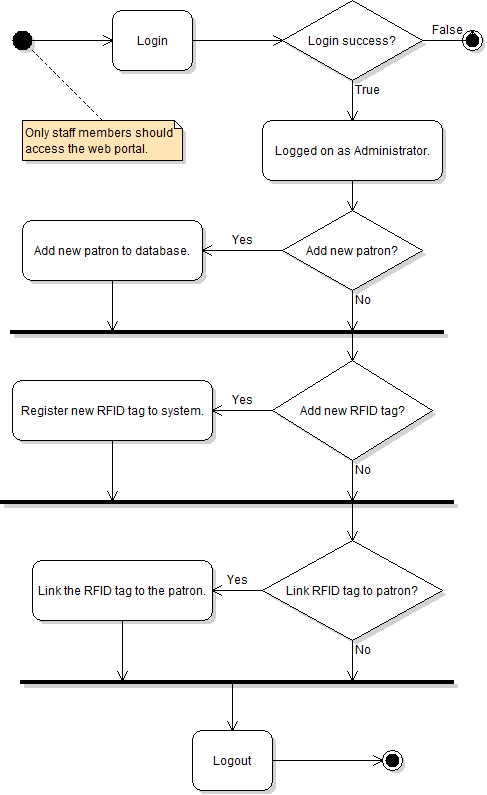 Login
Login success?
False
True
Only staff members should
access the web portal.
Logged on as Administrator.
Add new patron to database.
Yes
Add new patron?
No
Register new RFID tag to system.
Yes
Add new RFID tag?
No
Link the RFID tag to the patron.
Yes
Link RFID tag to patron?
No
Logout